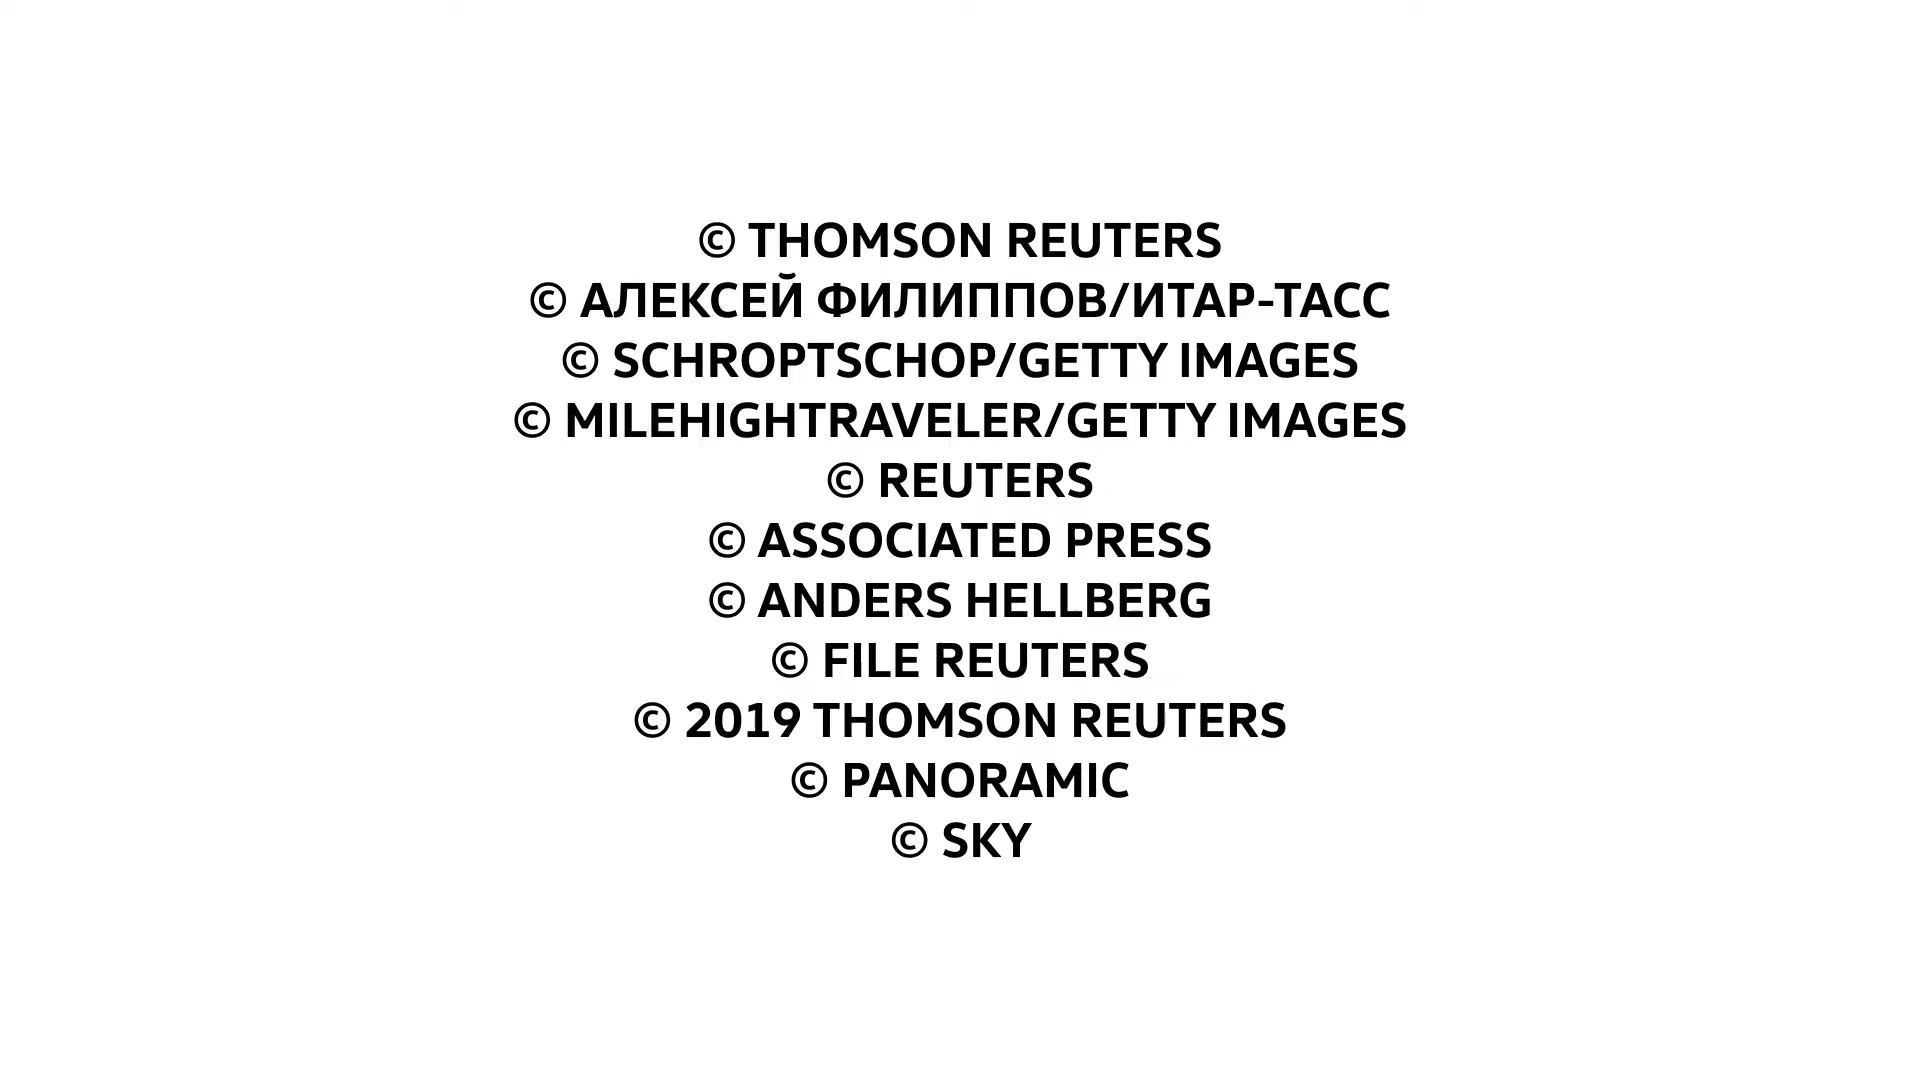 © THOMSON REUTERS
© АЛЕКСЕЙ ФИЛИППОВ/ИТАР-ТАСС
© SCHROPTSCHOP/GETTY IMAGES
© MILEHIGHTRAVELER/GETTY IMAGES
© REUTERS
© ASSOCIATED PRESS
© ANDERS HELLBERG
© FILE REUTERS
© 2019 THOMSON REUTERS
© PANORAMIC
© SKY